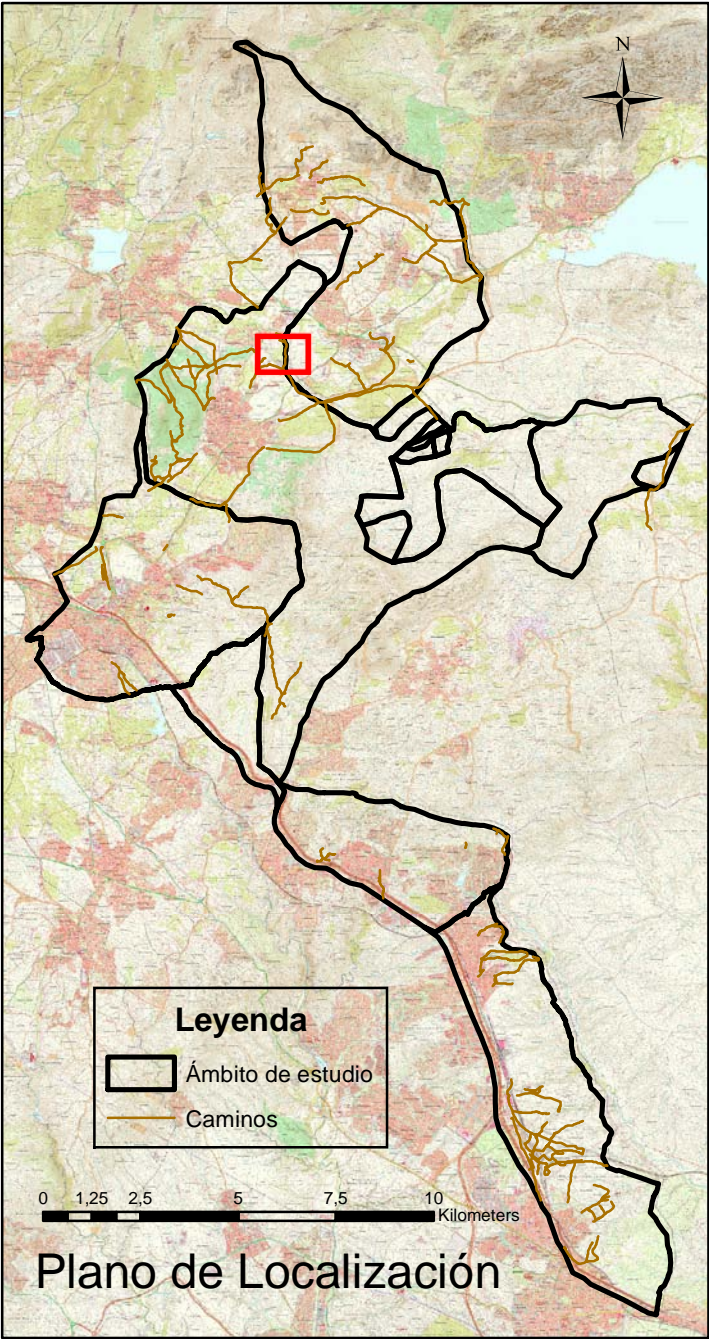 N
Leyenda
Ámbito de estudio
Caminos
0 1,25 2,5 5 7,5 10
Kilometers
Plano de Localización